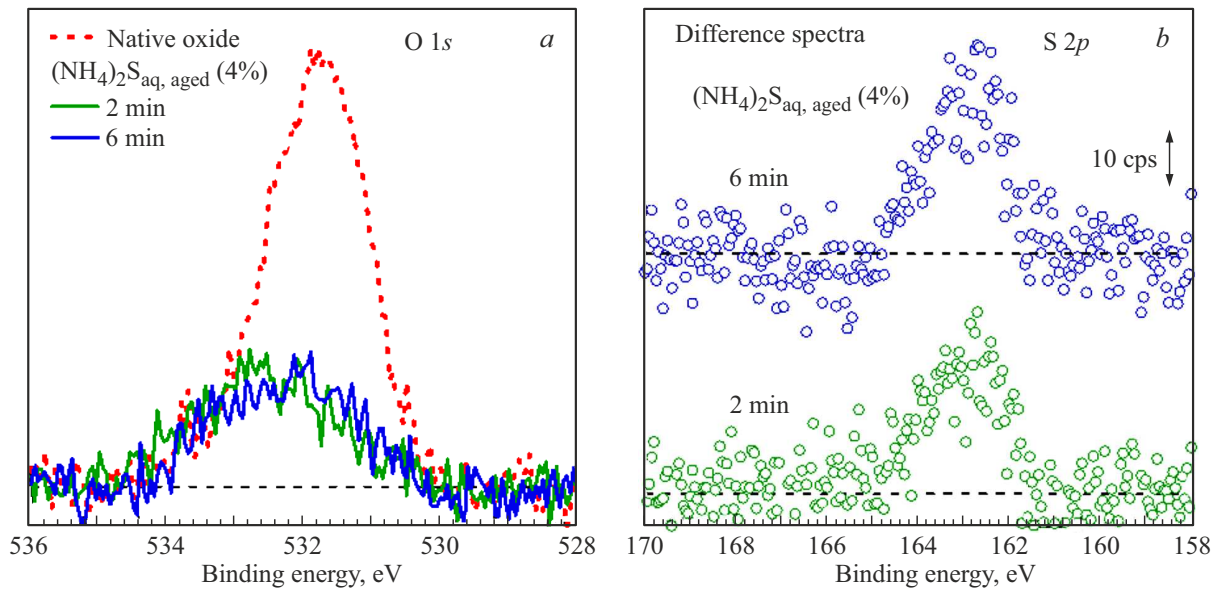 Native oxide
O 1s
a
(NH4)2Saq, aged (4%)
2 min
6 min
536 534 532 530 528
Binding energy, eV
Difference spectra
S 2p
b
(NH4)2Saq, aged (4%)
10 cps
6 min
2 min
170 168 166 164 162 160 158
Binding energy, eV